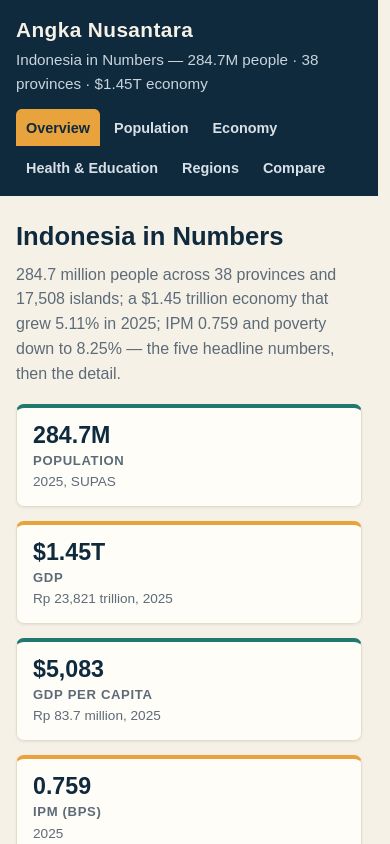 Angka Nusantara
Indonesia in Numbers — 284.7M people · 38
provinces · $1.45T economy
Overview Population Economy
Health & Education Regions Compare
Indonesia in Numbers
284.7 million people across 38 provinces and
17,508 islands; a $1.45 trillion economy that
grew 5.11% in 2025; IPM 0.759 and poverty
down to 8.25% — the five headline numbers,
then the detail.
284.7M
POPULATION
2025, SUPAS
$1.45T
GDP
Rp 23,821 trillion, 2025
$5,083
GDP PER CAPITA
Rp 83.7 million, 2025
0.759
IPM (BPS)
2025